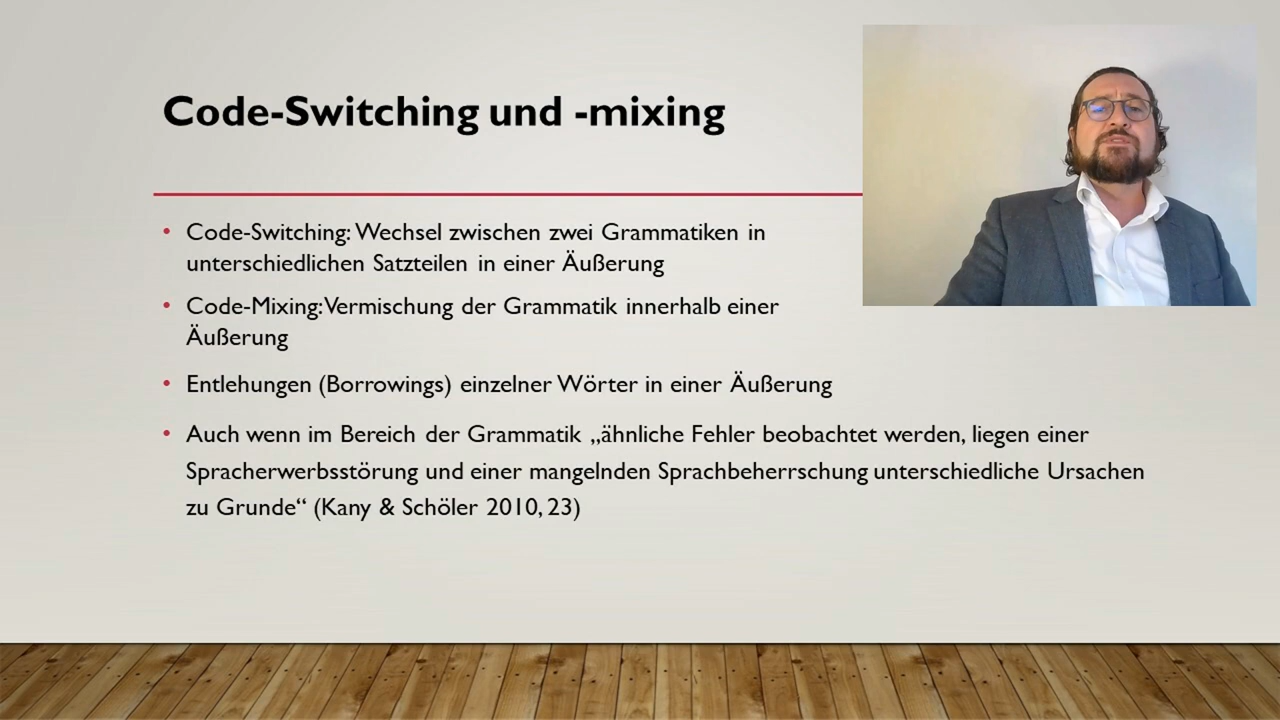 Code-Switching und -mixing
• Code-Switching: Wechsel zwischen zwei Grammatiken in
unterschiedlichen Satzteilen in einer Äußerung
• Code-Mixing: Vermischung der Grammatik innerhalb einer
Äußerung
• Entlehungen (Borrowings) einzelner Wörter in einer Äußerung
• Auch wenn im Bereich der Grammatik „ähnliche Fehler beobachtet werden, liegen einer
Spracherwerbsstörung und einer mangelnden Sprachbeherrschung unterschiedliche Ursachen
zu Grunde“ (Kany & Schöler 2010, 23)